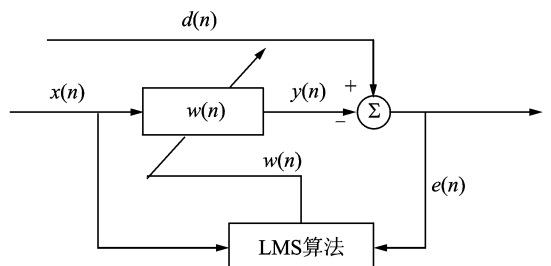 d(n)
x(n)
w(n)
y(n)
+
−
Σ
w(n)
e(n)
LMS算法